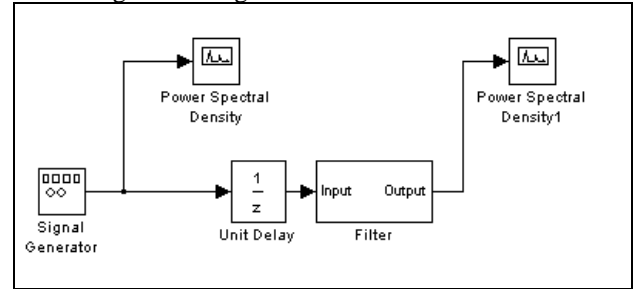 Power Spectral
Density
Power Spectral
Density1
Signal
Generator
1
z
Unit Delay
Input
Output
Filter